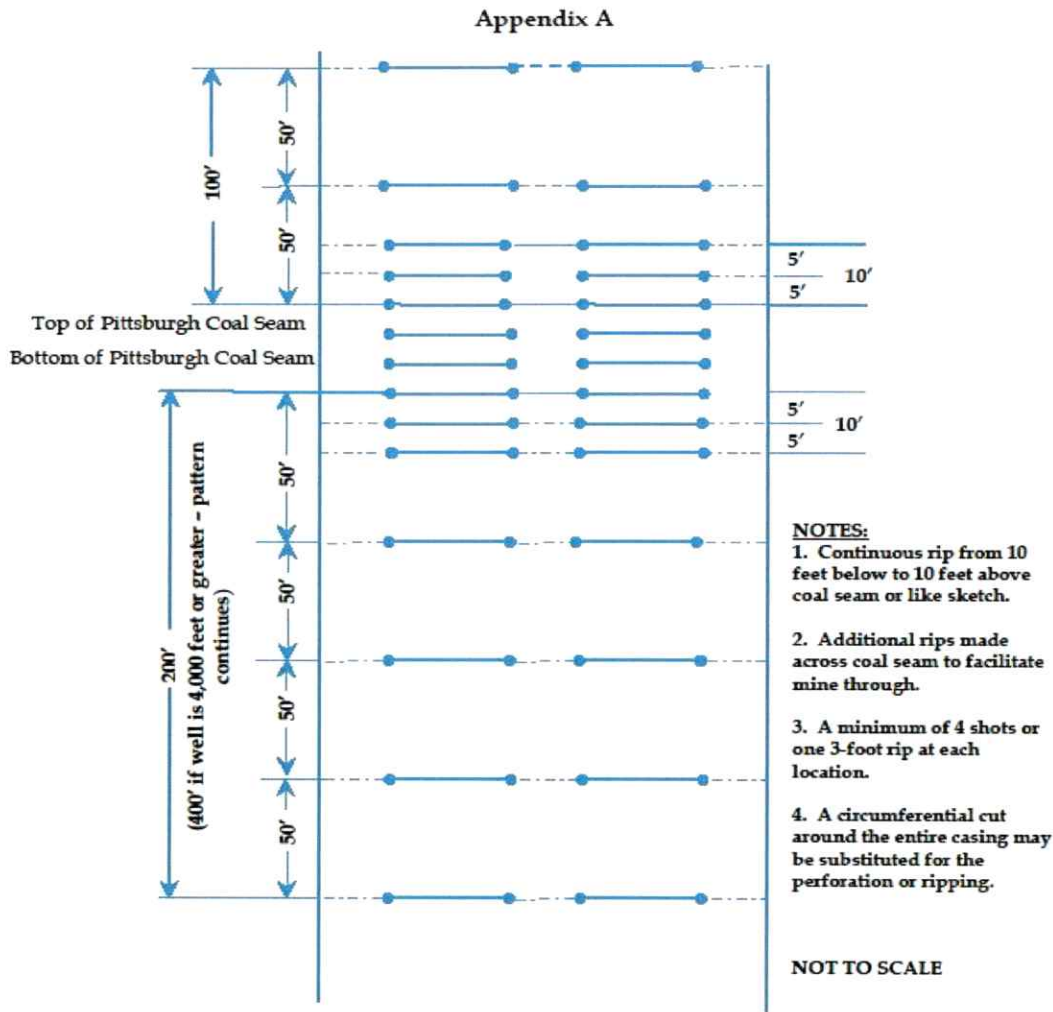 Appendix A
50'
100'
50'
5'
10'
5'
Top of Pittsburgh Coal Seam
Bottom of Pittsburgh Coal Seam
5'
10'
5'
50'
50'
50'
50'
200'
(400' if well is 4,000 feet or greater – pattern
continues)
NOTES:
1. Continuous rip from 10
feet below to 10 feet above
coal seam or like sketch.
2. Additional rips made
across coal seam to facilitate
mine through.
3. A minimum of 4 shots or
one 3-foot rip at each
location.
4. A circumferential cut
around the entire casing may
be substituted for the
perforation or ripping.
NOT TO SCALE